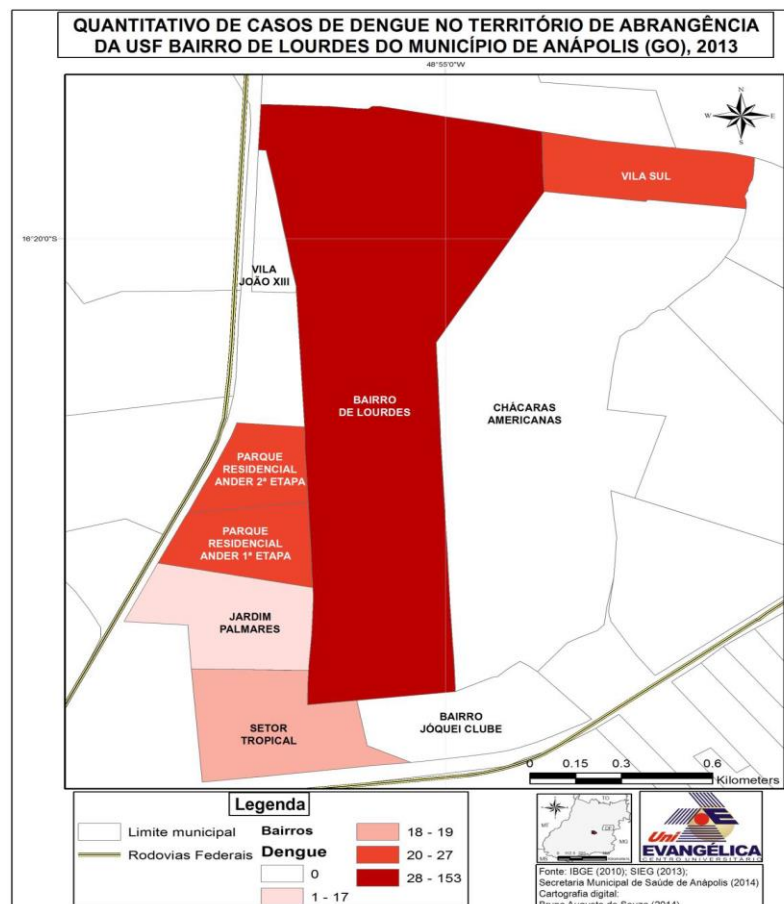 QUANTITATIVO DE CASOS DE DENGUE NO TERRITÓRIO DE ABRANGÊNCIA
DA USF BAIRRO DE LOURDES DO MUNICÍPIO DE ANÁPOLIS (GO), 2013
48°55'0"W
N
W E
S
VILA SUL
16°20'0"S
VILA
JOÃO XIII
BAIRRO
DE LOURDES
CHÁCARAS
AMERICANAS
PARQUE
RESIDENCIAL
ANDER 2ª ETAPA
PARQUE
RESIDENCIAL
ANDER 1ª ETAPA
JARDIM
PALMARES
SETOR
TROPICAL
BAIRRO
JÓQUEI CLUBE
0 0.15 0.3 0.6
Kilometers
Legenda
Limite municipal
Rodovias Federais
Bairros
Dengue
0
1 - 17
18 - 19
20 - 27
28 - 153
TO
MT
MG
MS
Uni
EVANGÉLICA
CENTRO UNIVERSITÁRIO
Fonte: IBGE (2010); SIEG (2013);
Secretaria Municipal de Saúde de Anápolis (2014)
Cartografia digital: